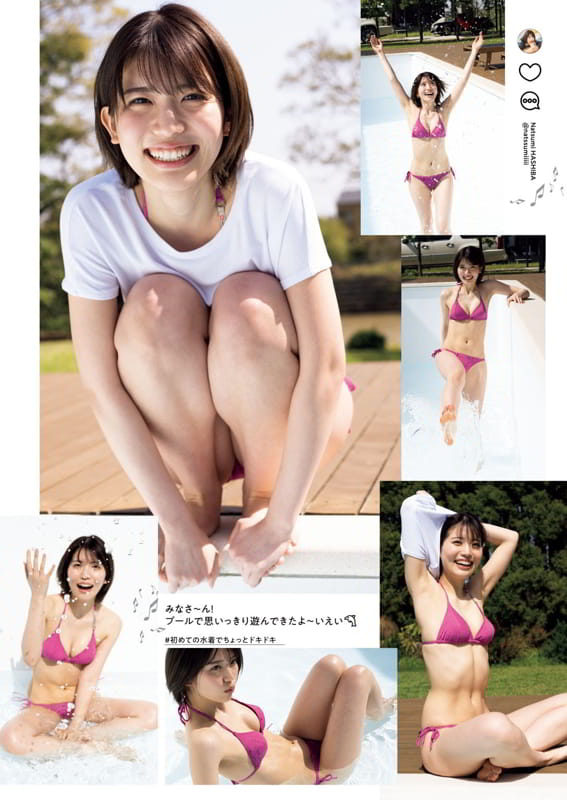 Natsumi HASHIBA
@natssumiiii
みなさ〜ん!
プールで思いっきり遊んできたよ〜いえい
#初めての水着でちょっとドキドキ